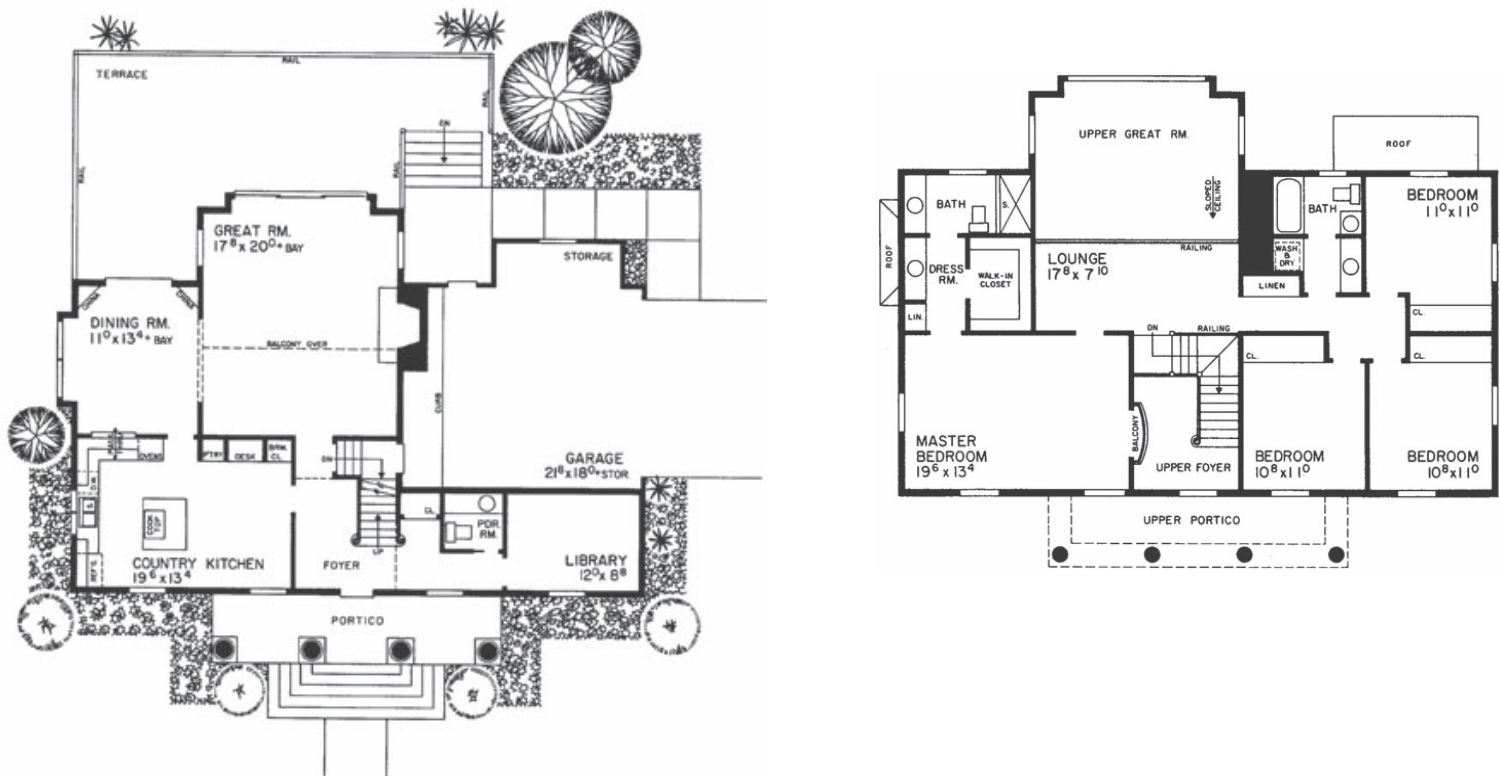 RAIL
TERRACE
RAIL
DN
RAIL
RAIL
GREAT RM.
17⁸ x 20⁰ + BAY
STORAGE
CHINA
CHINA
DINING RM.
11⁰ x 13⁴ + BAY
BALCONY OVER
CURB
PASS THRU
OVENS
P'TRY
DESK
BRM. CL.
DN
GARAGE
21⁸ x 18⁰ + STOR
D.W.
S.
COOK TOP
CL.
PDR. RM.
UP
REF'G.
COUNTRY KITCHEN
19⁶ x 13⁴
FOYER
LIBRARY
12⁰ x 8⁸
PORTICO
UPPER GREAT RM.
ROOF
SLOPED CEILING
BATH
S.
BATH
BEDROOM
11⁰ x 11⁰
ROOF
RAILING
LOUNGE
17⁸ x 7¹⁰
DRESS. RM.
WALK-IN CLOSET
WASH & DRY
LINEN
LIN.
CL.
DN
RAILING
CL.
CL.
BALCONY
MASTER
BEDROOM
19⁶ x 13⁴
UPPER FOYER
BEDROOM
10⁸ x 11⁰
BEDROOM
10⁸ x 11⁰
UPPER PORTICO